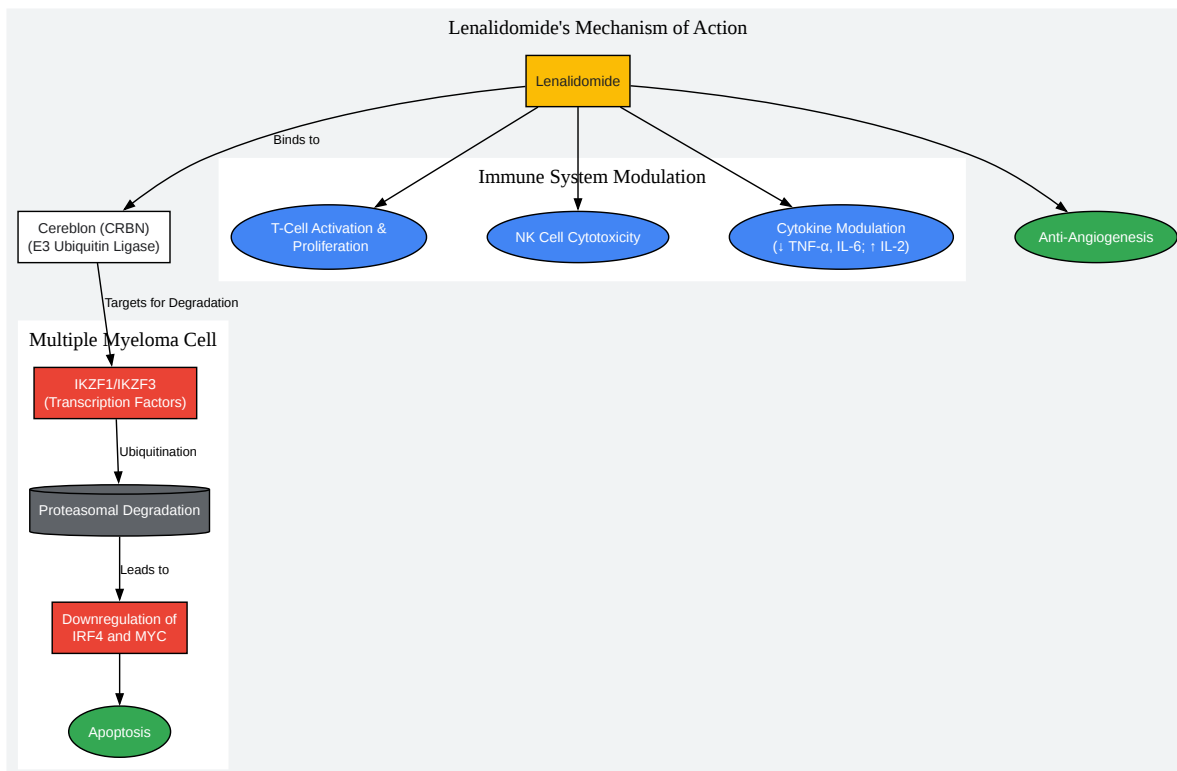 Lenalidomide's Mechanism of Action
Lenalidomide
Binds to
Immune System Modulation
Cereblon (CRBN)
(E3 Ubiquitin Ligase)
T-Cell Activation &
Proliferation
NK Cell Cytotoxicity
Cytokine Modulation
(↓ TNF-α, IL-6; ↑ IL-2)
Anti-Angiogenesis
Targets for Degradation
Multiple Myeloma Cell
IKZF1/IKZF3
(Transcription Factors)
Ubiquitination
Proteasomal Degradation
Leads to
Downregulation of
IRF4 and MYC
Apoptosis